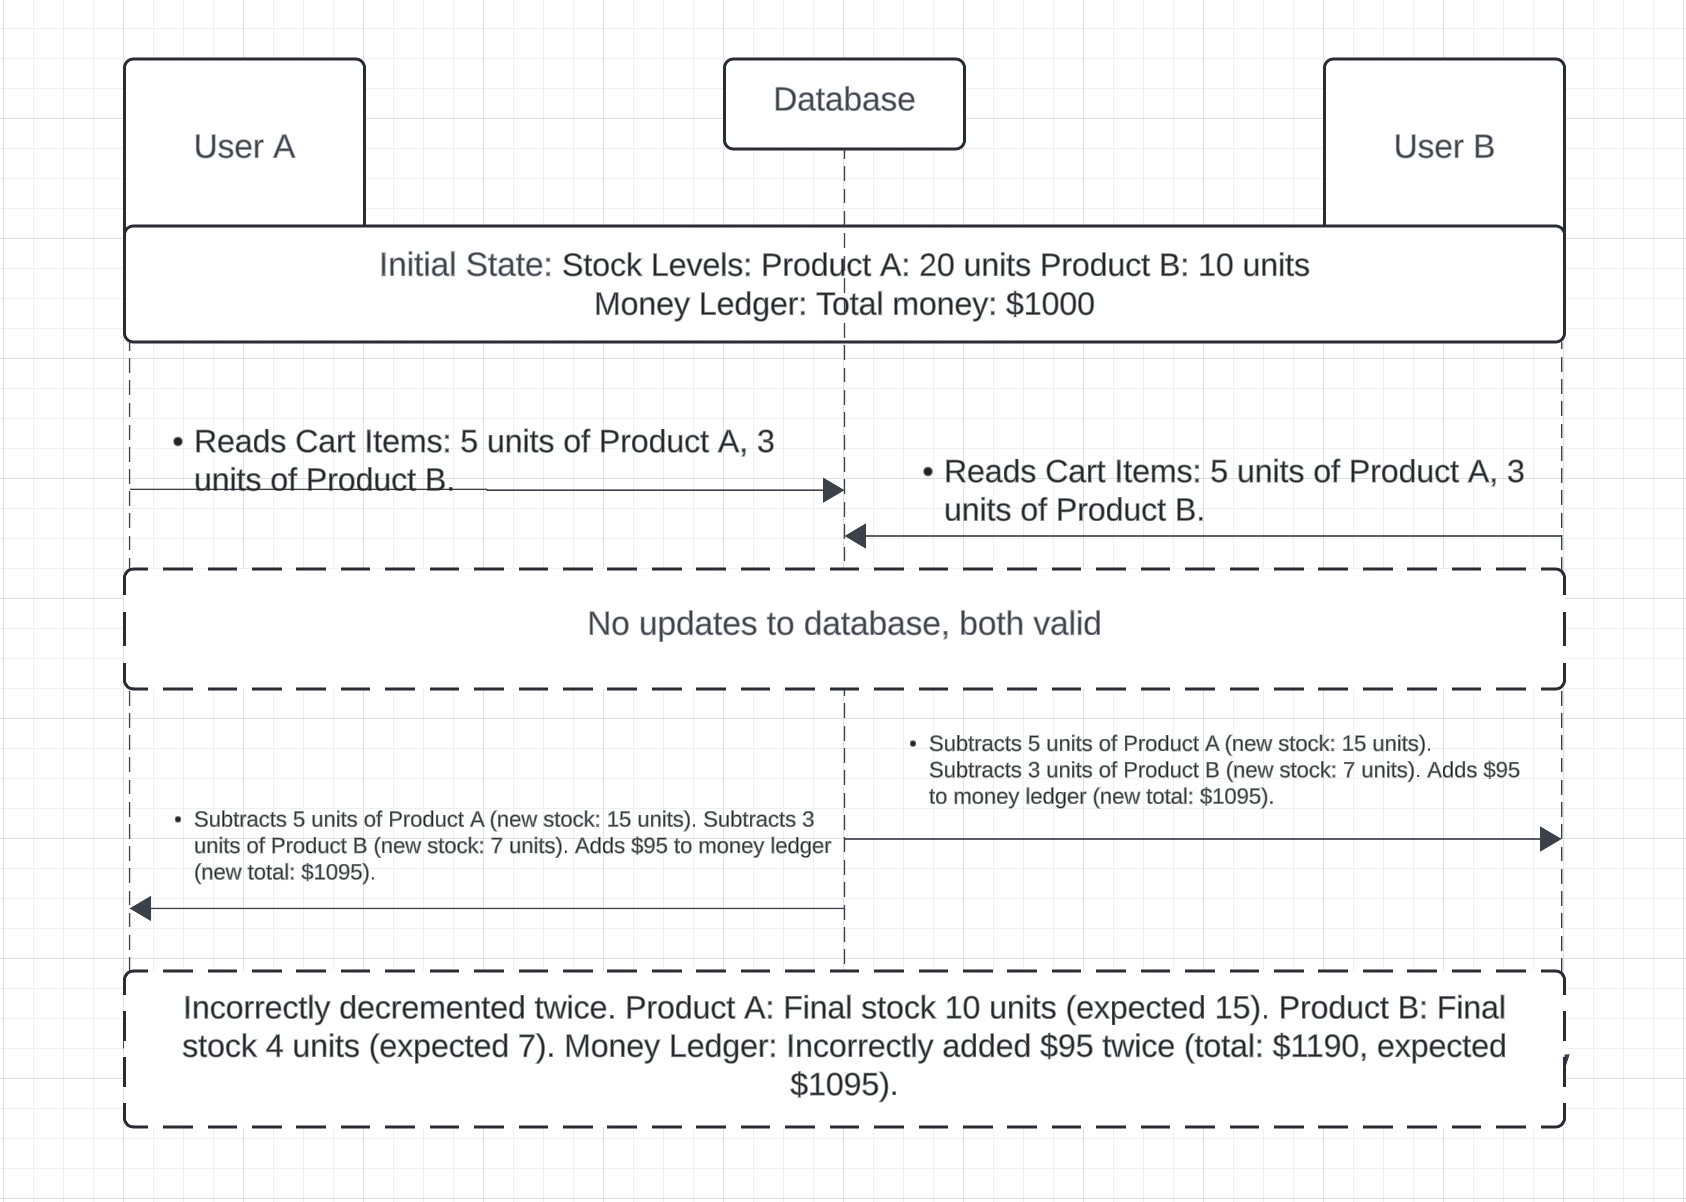 User A
Database
User B
Initial State: Stock Levels: Product A: 20 units Product B: 10 units
Money Ledger: Total money: $1000
• Reads Cart Items: 5 units of Product A, 3
units of Product B.
• Reads Cart Items: 5 units of Product A, 3
units of Product B.
No updates to database, both valid
• Subtracts 5 units of Product A (new stock: 15 units).
Subtracts 3 units of Product B (new stock: 7 units). Adds $95
to money ledger (new total: $1095).
• Subtracts 5 units of Product A (new stock: 15 units). Subtracts 3
units of Product B (new stock: 7 units). Adds $95 to money ledger
(new total: $1095).
Incorrectly decremented twice. Product A: Final stock 10 units (expected 15). Product B: Final
stock 4 units (expected 7). Money Ledger: Incorrectly added $95 twice (total: $1190, expected
$1095).